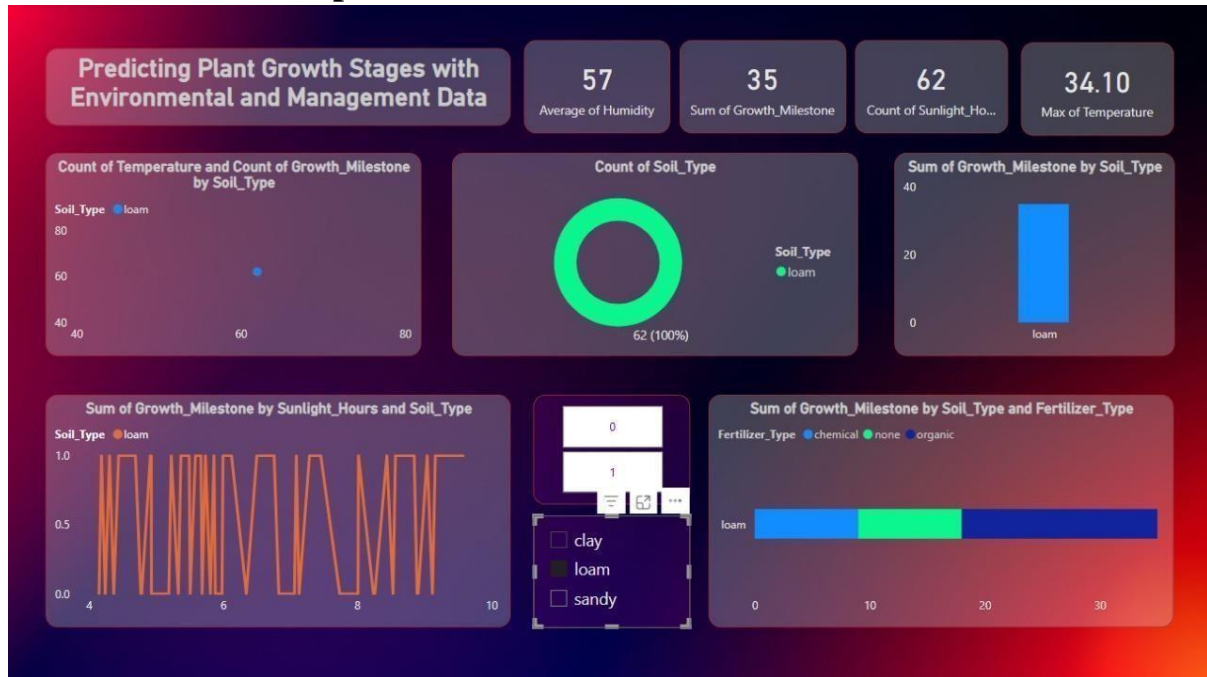 Predicting Plant Growth Stages with
Environmental and Management Data
57
Average of Humidity
35
Sum of Growth_Milestone
62
Count of Sunlight_Ho...
34.10
Max of Temperature
Count of Temperature and Count of Growth_Milestone
by Soil_Type
Soil_Type loam
80
60
40
40 60 80
Count of Soil_Type
62 (100%)
Soil_Type
loam
Sum of Growth_Milestone by Soil_Type
40
20
0
loam
Sum of Growth_Milestone by Sunlight_Hours and Soil_Type
Soil_Type loam
1.0
0.5
0.0
4 6 8 10
0
1
clay
loam
sandy
Sum of Growth_Milestone by Soil_Type and Fertilizer_Type
Fertilizer_Type chemical none organic
loam
0 10 20 30